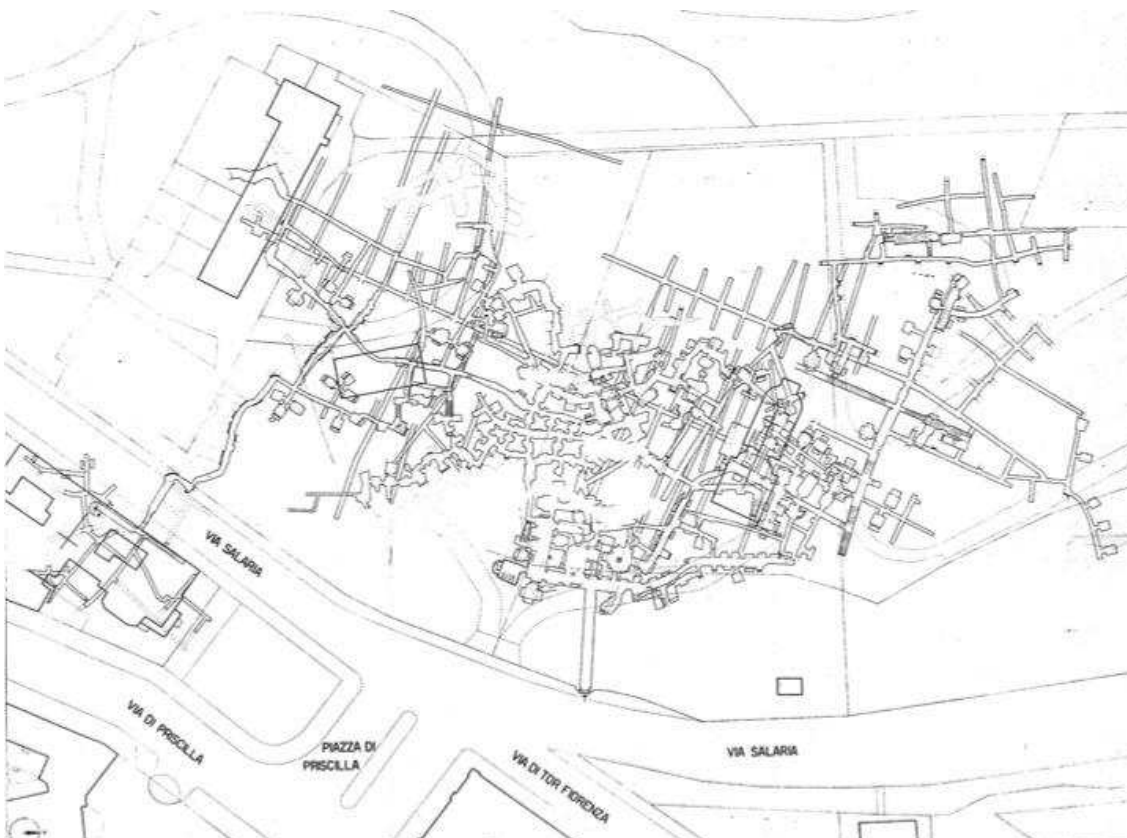 VIA SALARIA
VIA DI PRISCILLA
PIAZZA DI
PRISCILLA
VIA DI TOR FIORENZA
VIA SALARIA